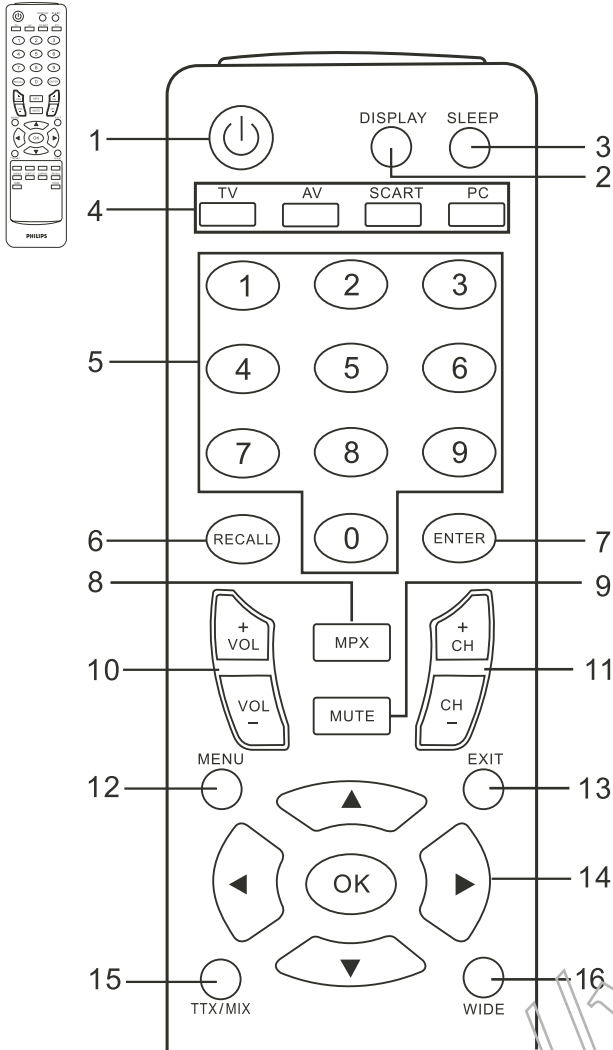 PHILIPS
DISPLAY SLEEP
1
3
2
TV AV SCART PC
4
1 2 3
5
4 5 6
7 8 9
6 RECALL 0 ENTER 7
8 9
+ VOL MPX + CH
10 11
VOL - MUTE CH -
MENU EXIT
12 13
OK 14
15 16
TTX/MIX WIDE